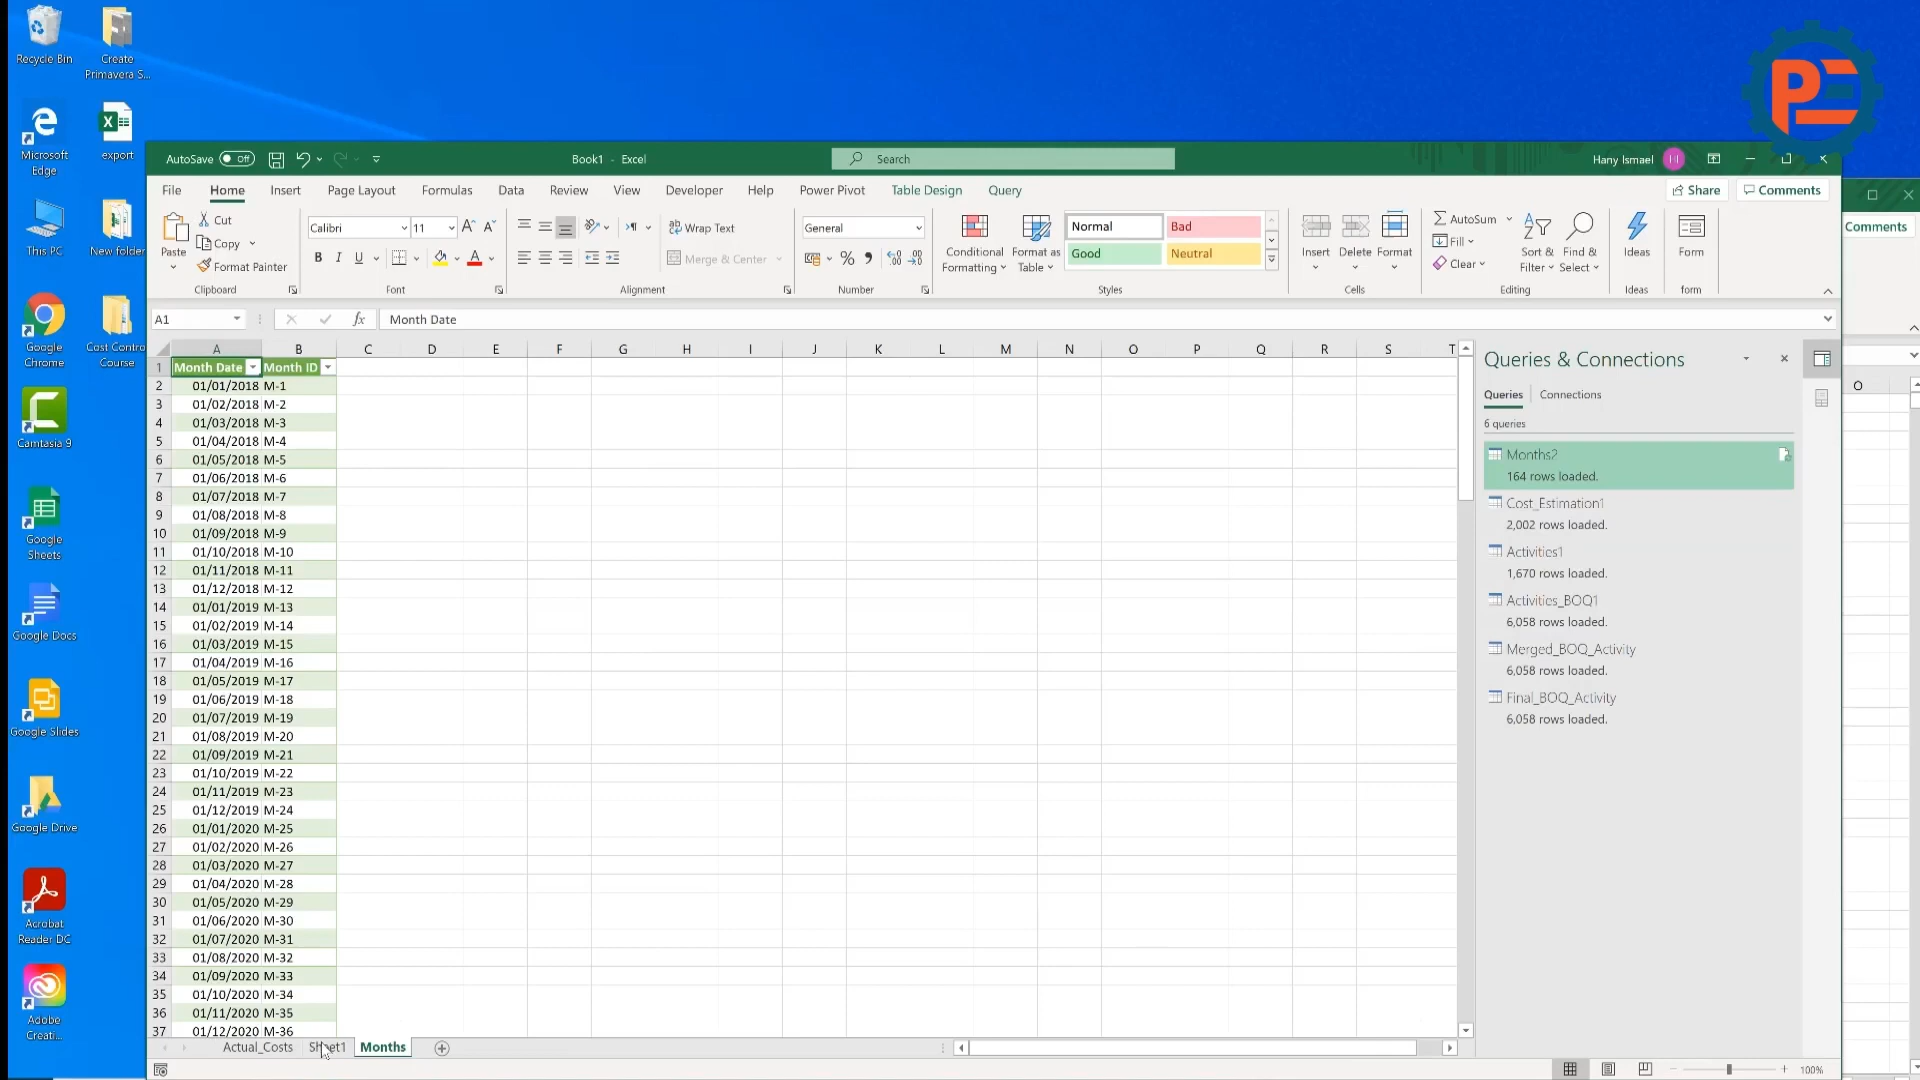 Recycle Bin
Create
Primavera S...
Microsoft
Edge
export
This PC
New folder
Google
Chrome
Cost Contro
Course
Camtasia 9
Google
Sheets
Google Docs
Google Slides
Google Drive
Acrobat
Reader DC
Adobe
Creati...
PE
AutoSave Off
Book1 - Excel
Search
Hany Ismael
HI
File Home Insert Page Layout Formulas Data Review View Developer Help Power Pivot Table Design Query
Share Comments
Comments
Paste
Cut
Copy
Format Painter
Clipboard
Calibri 11
B I U
Font
Wrap Text
Merge & Center
Alignment
General
Number
Conditional
Formatting
Format as
Table
Normal Bad
Good Neutral
Styles
Insert Delete Format
Cells
AutoSum
Fill
Clear
Sort &
Filter
Find &
Select
Editing
Ideas
Ideas
Form
form
A1 fx Month Date
A B C D E F G H I J K L M N O P Q R S T
O
1 Month Date Month ID
2 01/01/2018 M-1
3 01/02/2018 M-2
4 01/03/2018 M-3
5 01/04/2018 M-4
6 01/05/2018 M-5
7 01/06/2018 M-6
8 01/07/2018 M-7
9 01/08/2018 M-8
10 01/09/2018 M-9
11 01/10/2018 M-10
12 01/11/2018 M-11
13 01/12/2018 M-12
14 01/01/2019 M-13
15 01/02/2019 M-14
16 01/03/2019 M-15
17 01/04/2019 M-16
18 01/05/2019 M-17
19 01/06/2019 M-18
20 01/07/2019 M-19
21 01/08/2019 M-20
22 01/09/2019 M-21
23 01/10/2019 M-22
24 01/11/2019 M-23
25 01/12/2019 M-24
26 01/01/2020 M-25
27 01/02/2020 M-26
28 01/03/2020 M-27
29 01/04/2020 M-28
30 01/05/2020 M-29
31 01/06/2020 M-30
32 01/07/2020 M-31
33 01/08/2020 M-32
34 01/09/2020 M-33
35 01/10/2020 M-34
36 01/11/2020 M-35
37 01/12/2020 M-36
Queries & Connections
Queries Connections
6 queries
Months2
164 rows loaded.
Cost_Estimation1
2,002 rows loaded.
Activities1
1,670 rows loaded.
Activities_BOQ1
6,058 rows loaded.
Merged_BOQ_Activity
6,058 rows loaded.
Final_BOQ_Activity
6,058 rows loaded.
Actual_Costs Sheet1 Months
100%